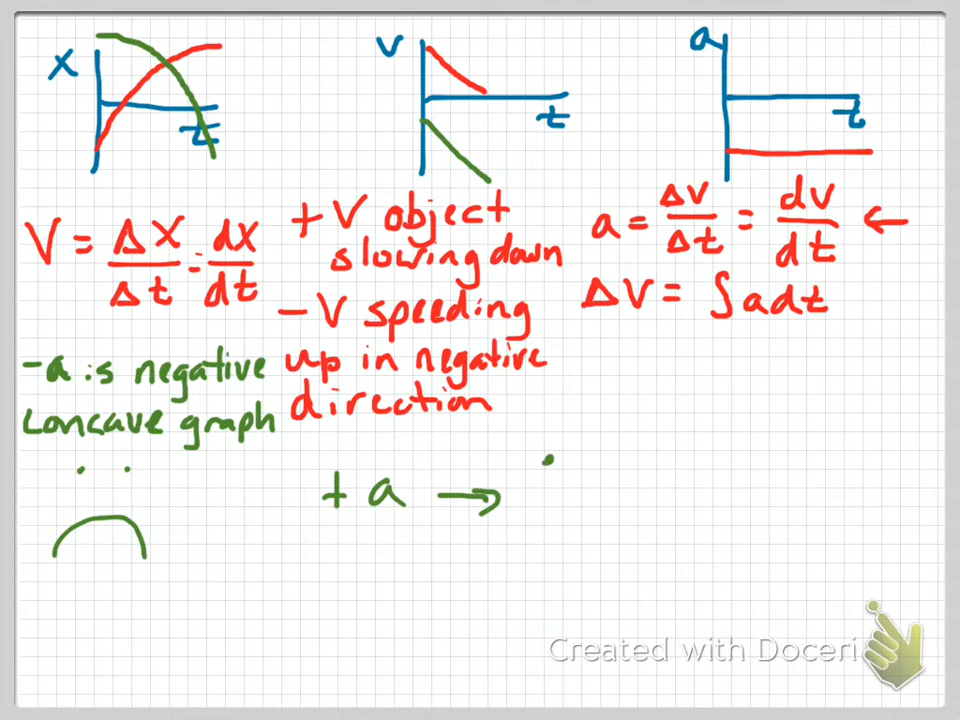 x
t
v
t
a
t
V = Δx/Δt = dx/dt
+V object
slowing down
-V speeding
up in negative
direction
a = Δv/Δt = dv/dt ←
ΔV = ∫adt
-a is negative
concave graph
+ a →
Created with Doceri